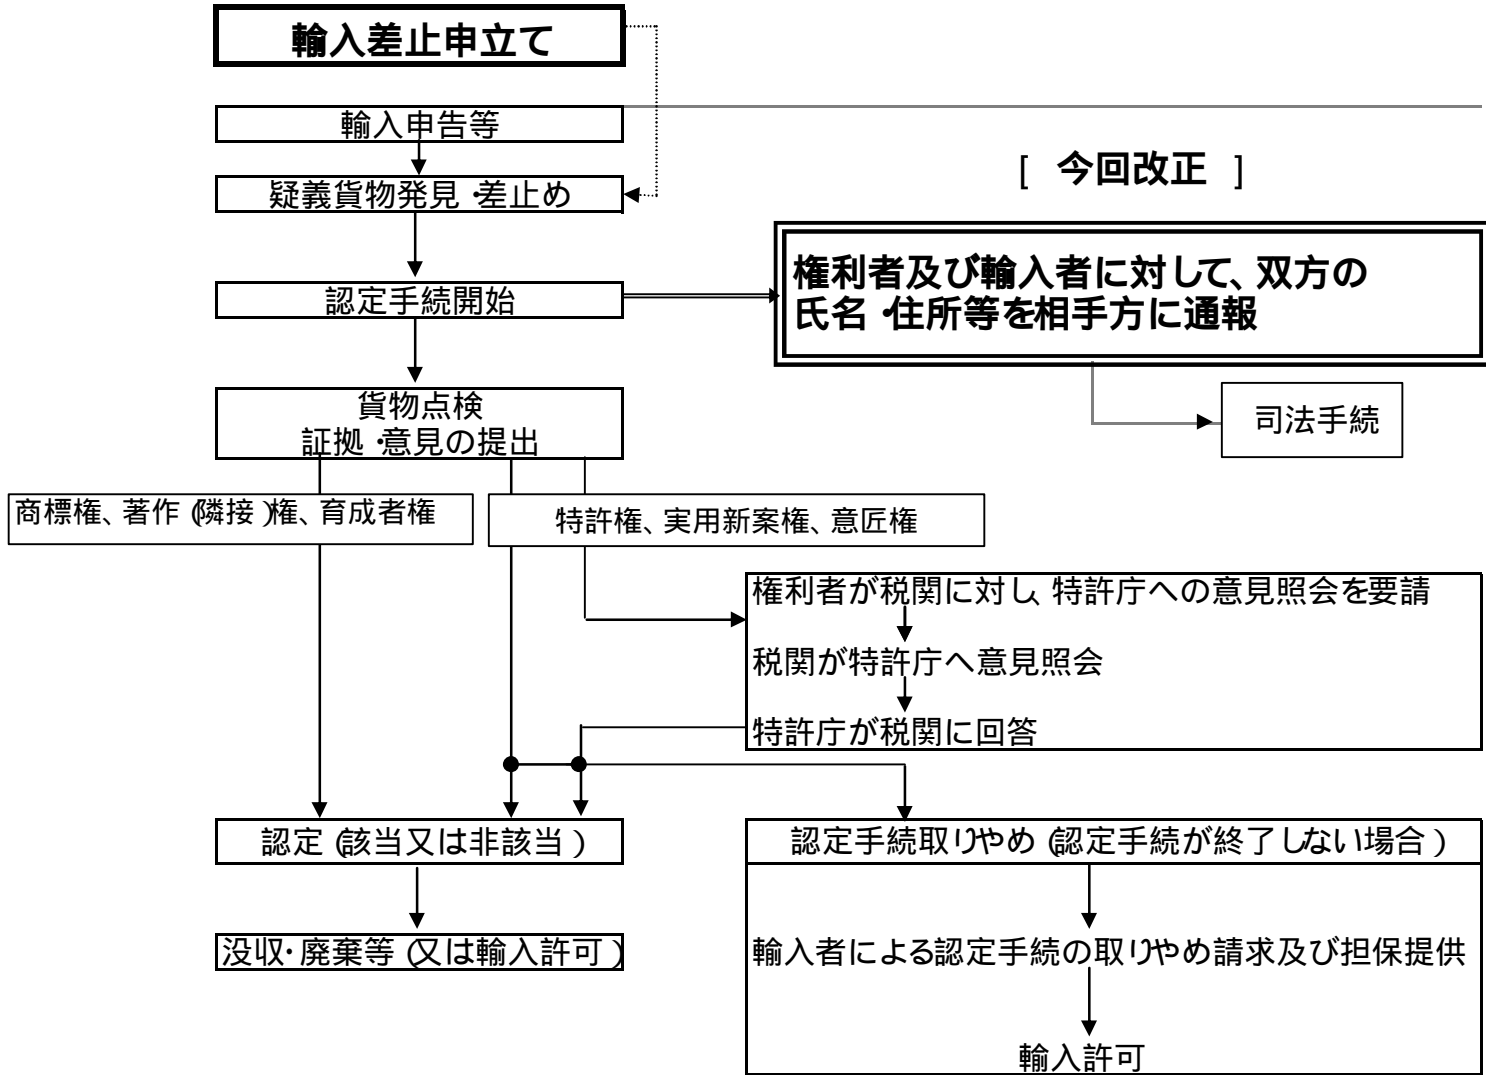 輸入差止申立て
輸入申告等
疑義貨物発見・差止め
[ 今回改正 ]
権利者及び輸入者に対して、双方の
氏名・住所等を相手方に通報
認定手続開始
貨物点検
証拠・意見の提出
司法手続
商標権、著作(隣接)権、育成者権
特許権、実用新案権、意匠権
権利者が税関に対し、特許庁への意見照会を要請
税関が特許庁へ意見照会
特許庁が税関に回答
認定(該当又は非該当)
認定手続取りやめ(認定手続が終了しない場合)
没収・廃棄等(又は輸入許可)
輸入者による認定手続の取りやめ請求及び担保提供
輸入許可